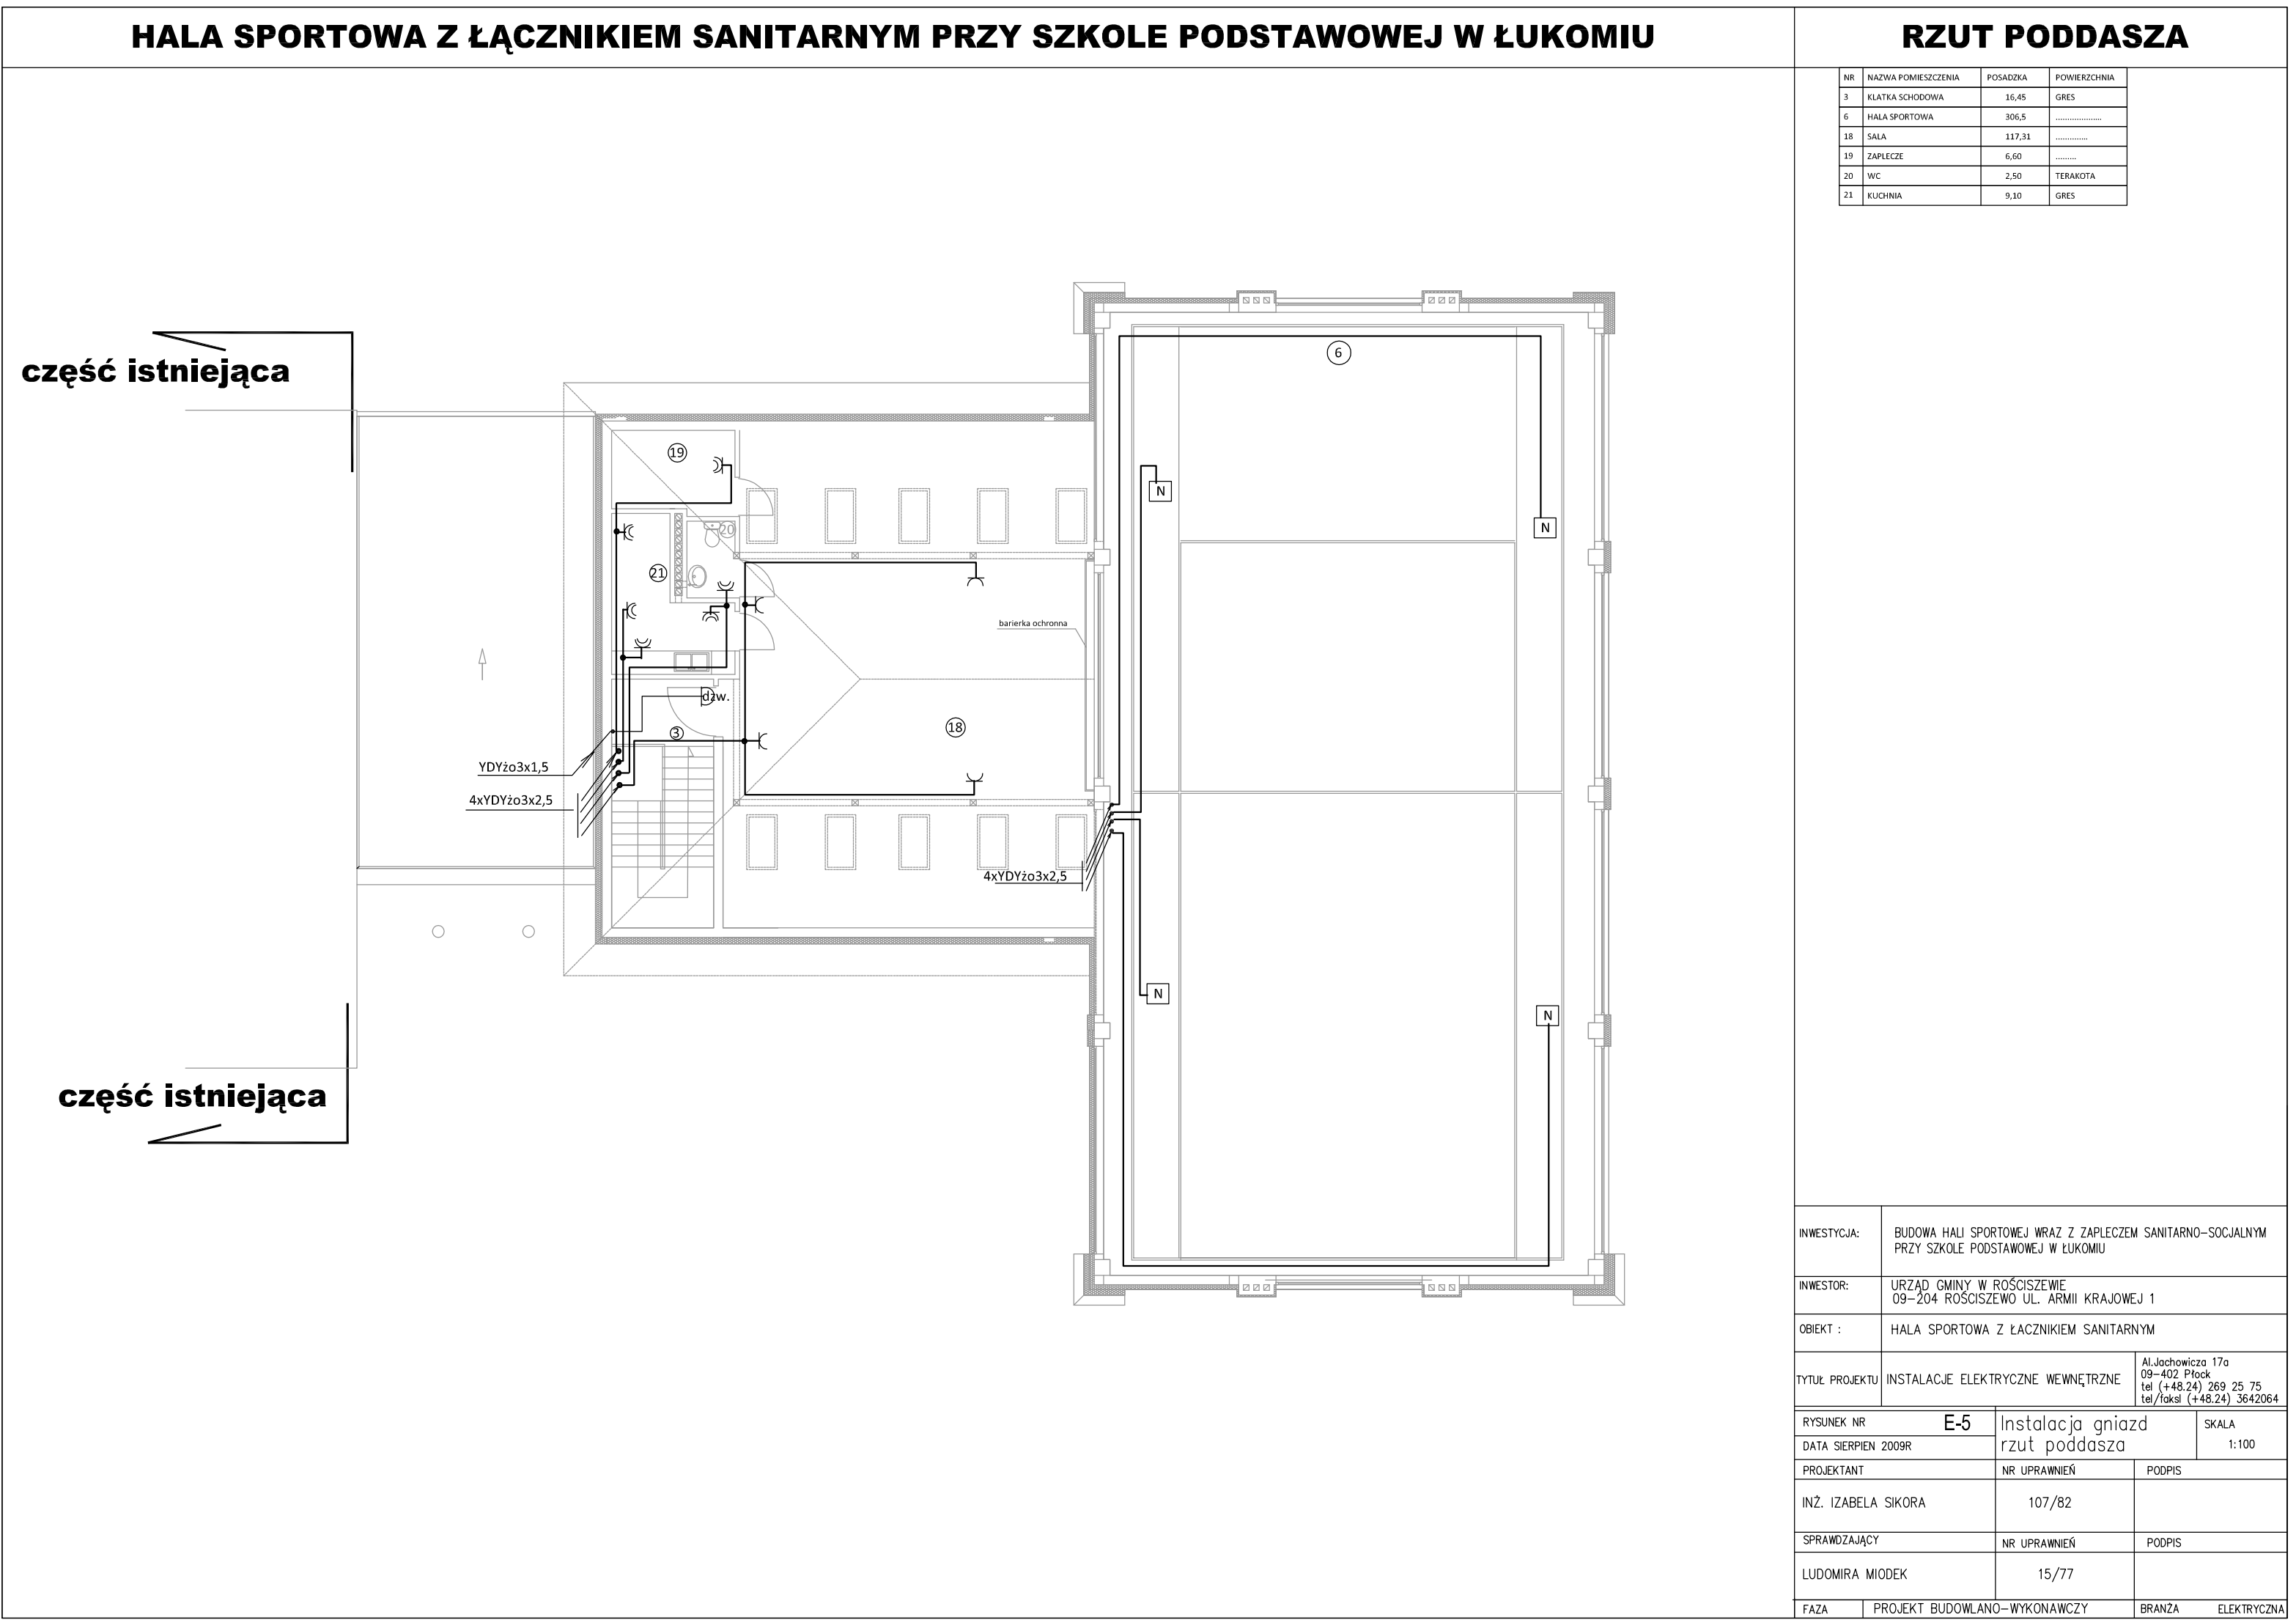 HALA SPORTOWA Z ŁĄCZNIKIEM SANITARNYM PRZY SZKOLE PODSTAWOWEJ W ŁUKOMIU
RZUT PODDASZA
NR NAZWA POMIESZCZENIA POSADZKA POWIERZCHNIA
3 KLATKA SCHODOWA 16,45 GRES
6 HALA SPORTOWA 306,5 ....................
18 SALA 117,31 ..............
19 ZAPLECZE 6,60 .........
20 WC 2,50 TERAKOTA
21 KUCHNIA 9,10 GRES
część istniejąca
6
19
N
N
20
21
barierka ochronna
dzw.
18
3
YDYżo3x1,5
4xYDYżo3x2,5
4xYDYżo3x2,5
N
N
część istniejąca
INWESTYCJA: BUDOWA HALI SPORTOWEJ WRAZ Z ZAPLECZEM SANITARNO-SOCJALNYM
PRZY SZKOLE PODSTAWOWEJ W ŁUKOMIU
INWESTOR: URZĄD GMINY W ROŚCISZEWIE
09-204 ROŚCISZEWO UL. ARMII KRAJOWEJ 1
OBIEKT : HALA SPORTOWA Z ŁACZNIKIEM SANITARNYM
TYTUŁ PROJEKTU INSTALACJE ELEKTRYCZNE WEWNĘTRZNE
Al.Jachowicza 17a
09-402 Płock
tel (+48.24) 269 25 75
tel/faksl (+48.24) 3642064
RYSUNEK NR E-5
DATA SIERPIEN 2009R
Instalacja gniazd
rzut poddasza
SKALA
1:100
PROJEKTANT NR UPRAWNIEŃ PODPIS
INŻ. IZABELA SIKORA 107/82
SPRAWDZAJĄCY NR UPRAWNIEŃ PODPIS
LUDOMIRA MIODEK 15/77
FAZA PROJEKT BUDOWLANO-WYKONAWCZY BRANŻA ELEKTRYCZNA